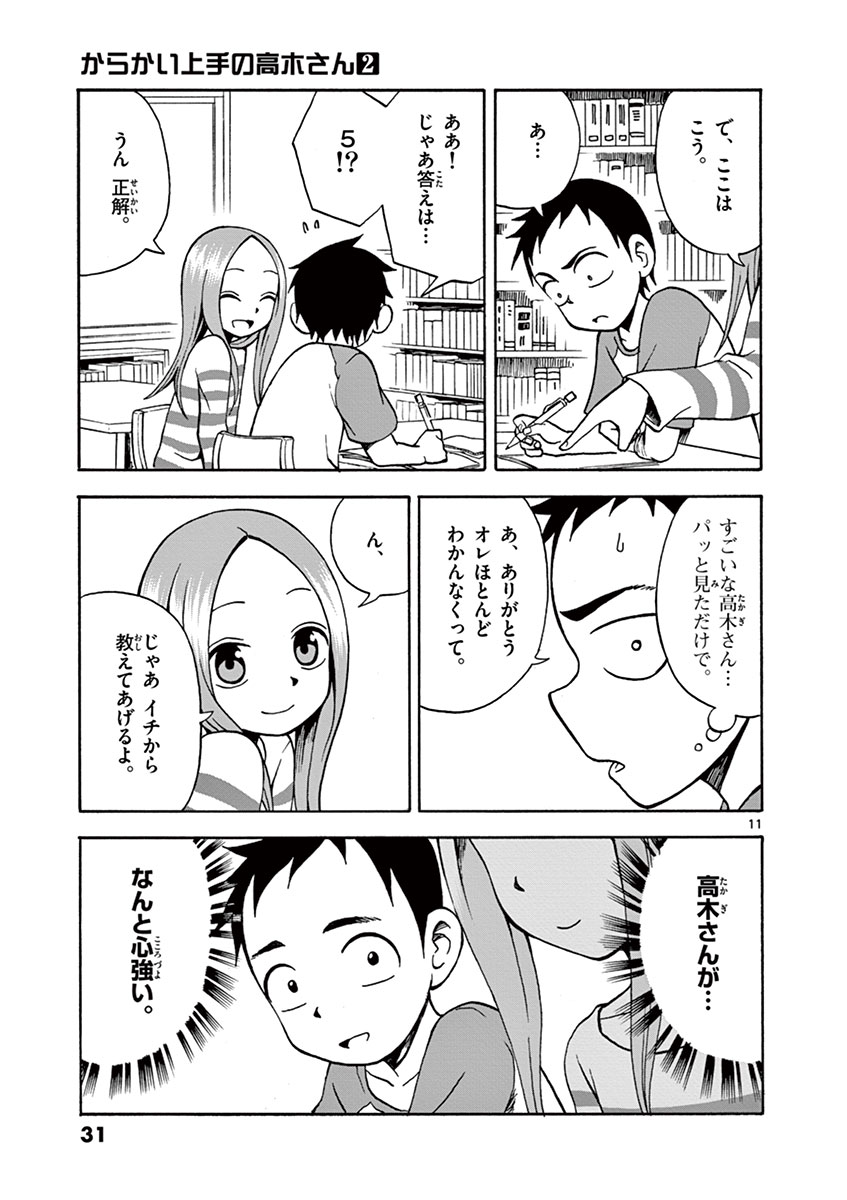 からかい上手の高木さん2
で、ここは
こう。
あ…
ああ！
じゃあ答えは…
5!?
うん 正解。
すごいな高木さん…
パッと見ただけで。
あ、ありがとう
オレほとんど
わかんなくって。
ん、
じゃあ イチから
教えてあげるよ。
11
高木さんが…
なんと心強い。
31